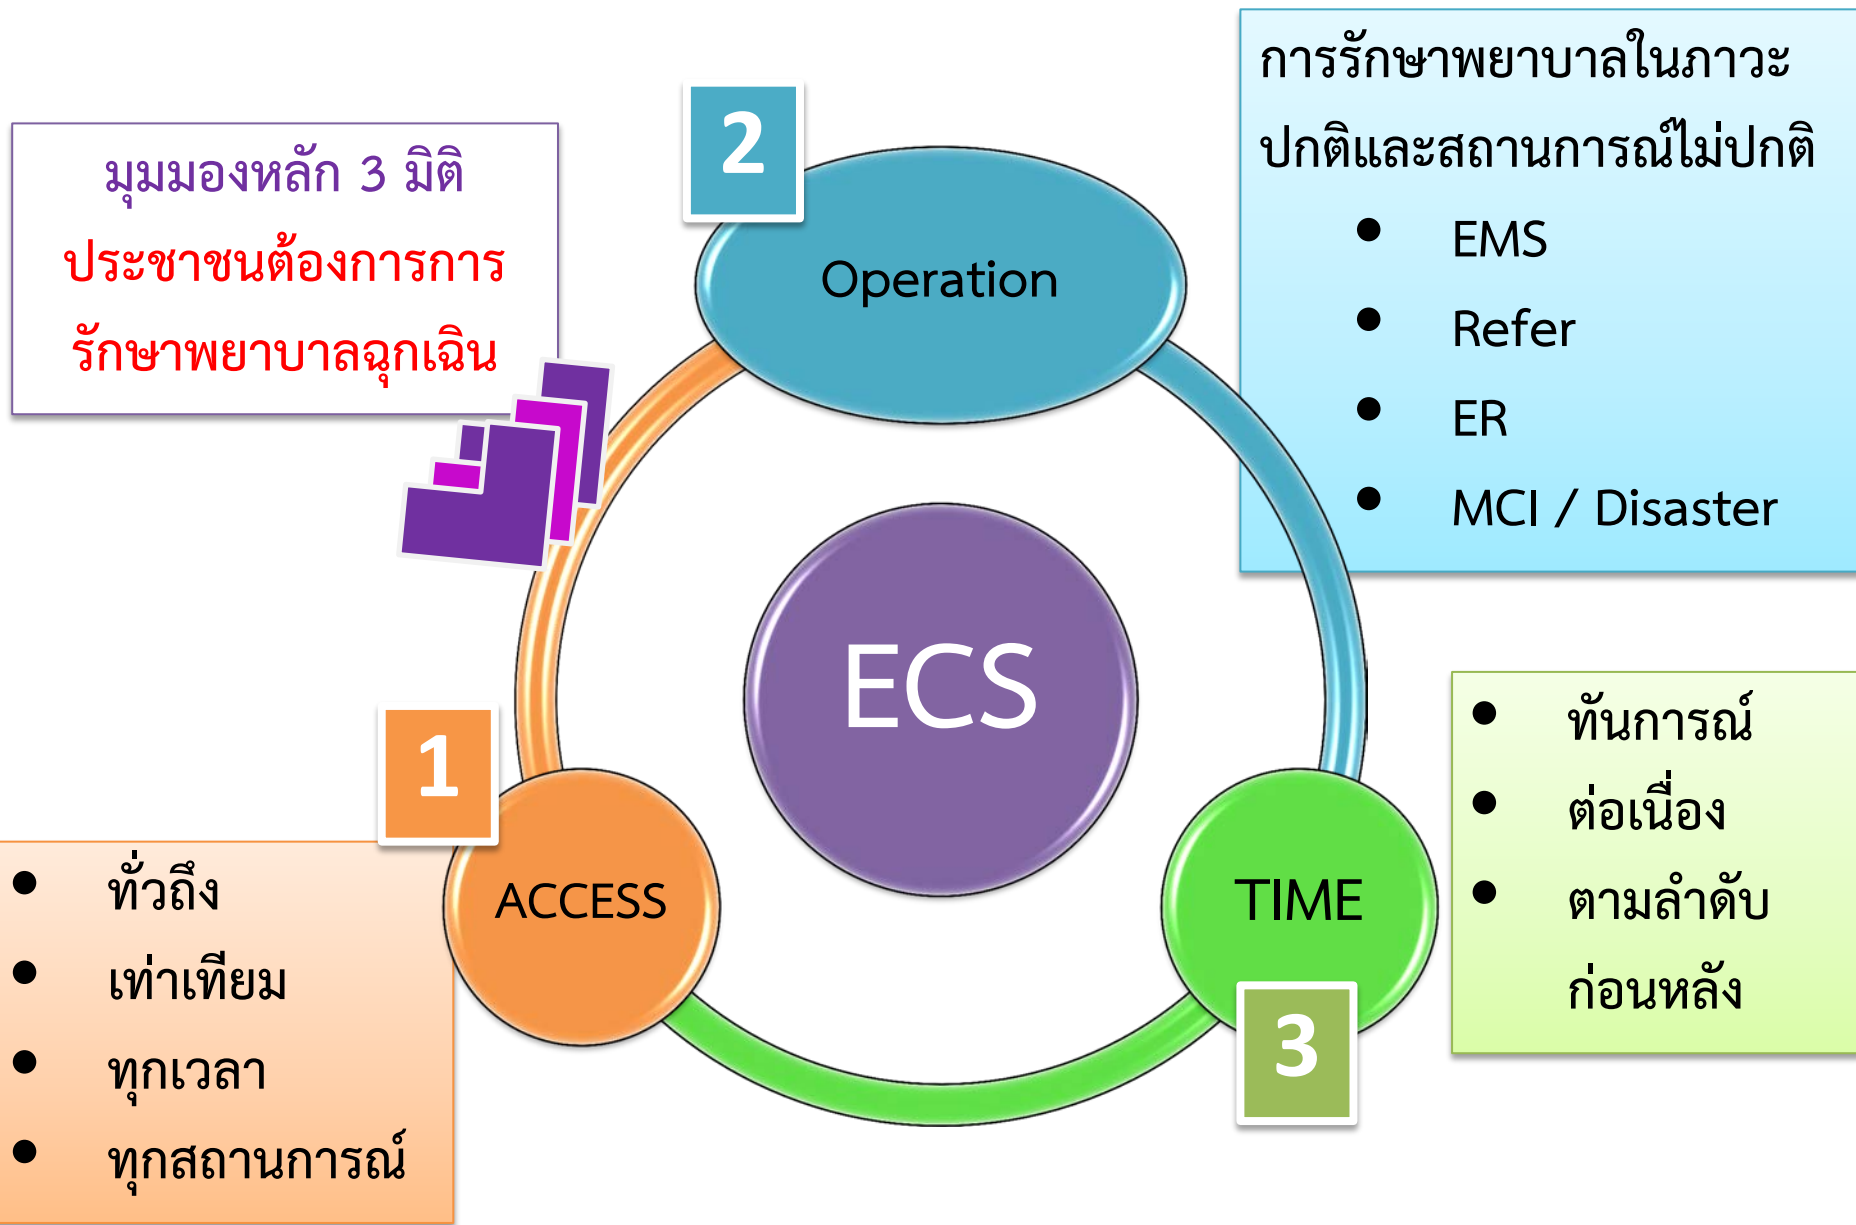 มุมมองหลัก 3 มิติ
ประชาชนต้องการการ
รักษาพยาบาลฉุกเฉิน
2
Operation
การรักษาพยาบาลในภาวะ
ปกติและสถานการณ์ไม่ปกติ
• EMS
• Refer
• ER
• MCI / Disaster
ECS
1
ACCESS
• ทั่วถึง
• เท่าเทียม
• ทุกเวลา
• ทุกสถานการณ์
TIME
3
• ทันการณ์
• ต่อเนื่อง
• ตามลำดับ
ก่อนหลัง